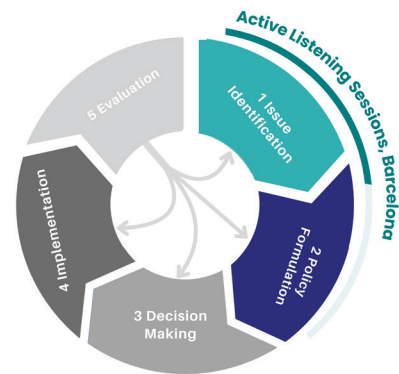 Active Listening Sessions, Barcelona
1 Issue
Identification
2 Policy
Formulation
3 Decision
Making
4 Implementation
5 Evaluation